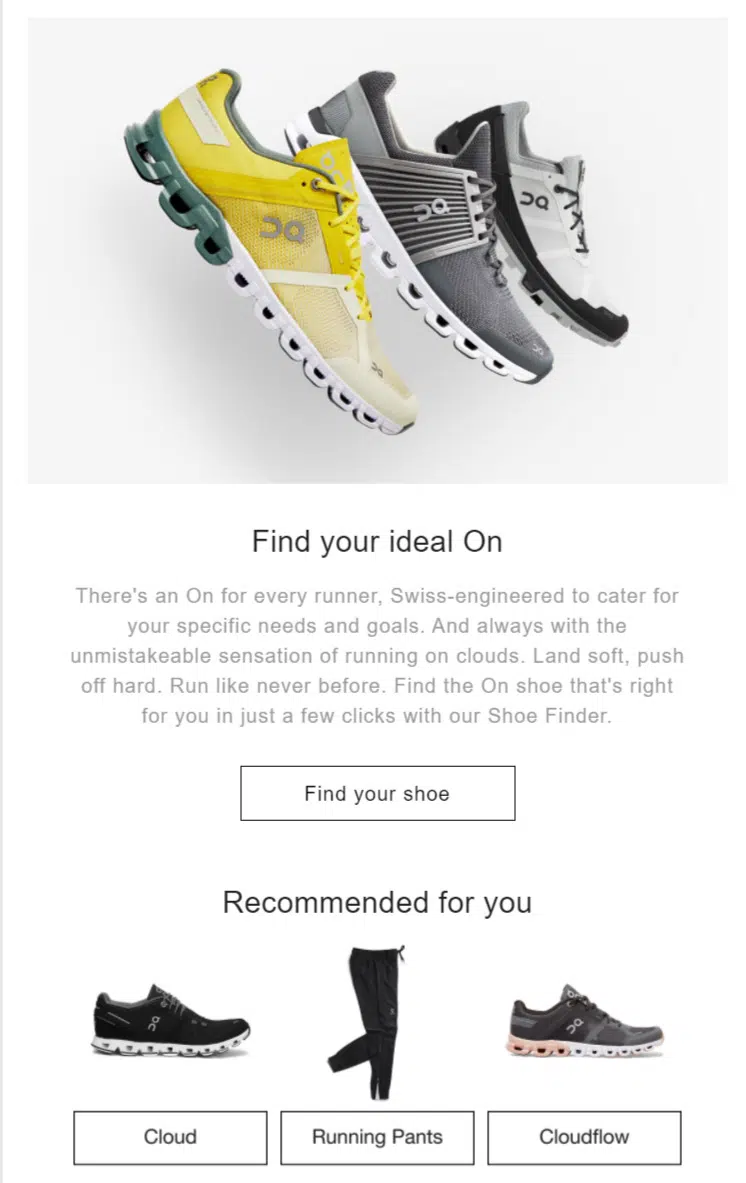 Find your ideal On
There's an On for every runner, Swiss-engineered to cater for
your specific needs and goals. And always with the
unmistakeable sensation of running on clouds. Land soft, push
off hard. Run like never before. Find the On shoe that's right
for you in just a few clicks with our Shoe Finder.
Find your shoe
Recommended for you
Cloud
Running Pants
Cloudflow